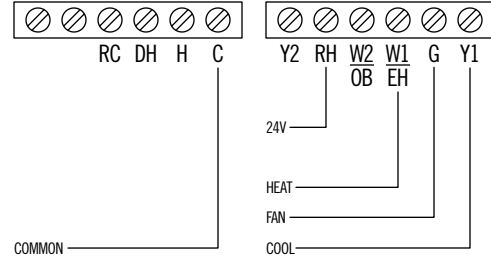 RC DH H C Y2 RH W2 W1 G Y1
OB EH
24V
HEAT
FAN
COMMON COOL